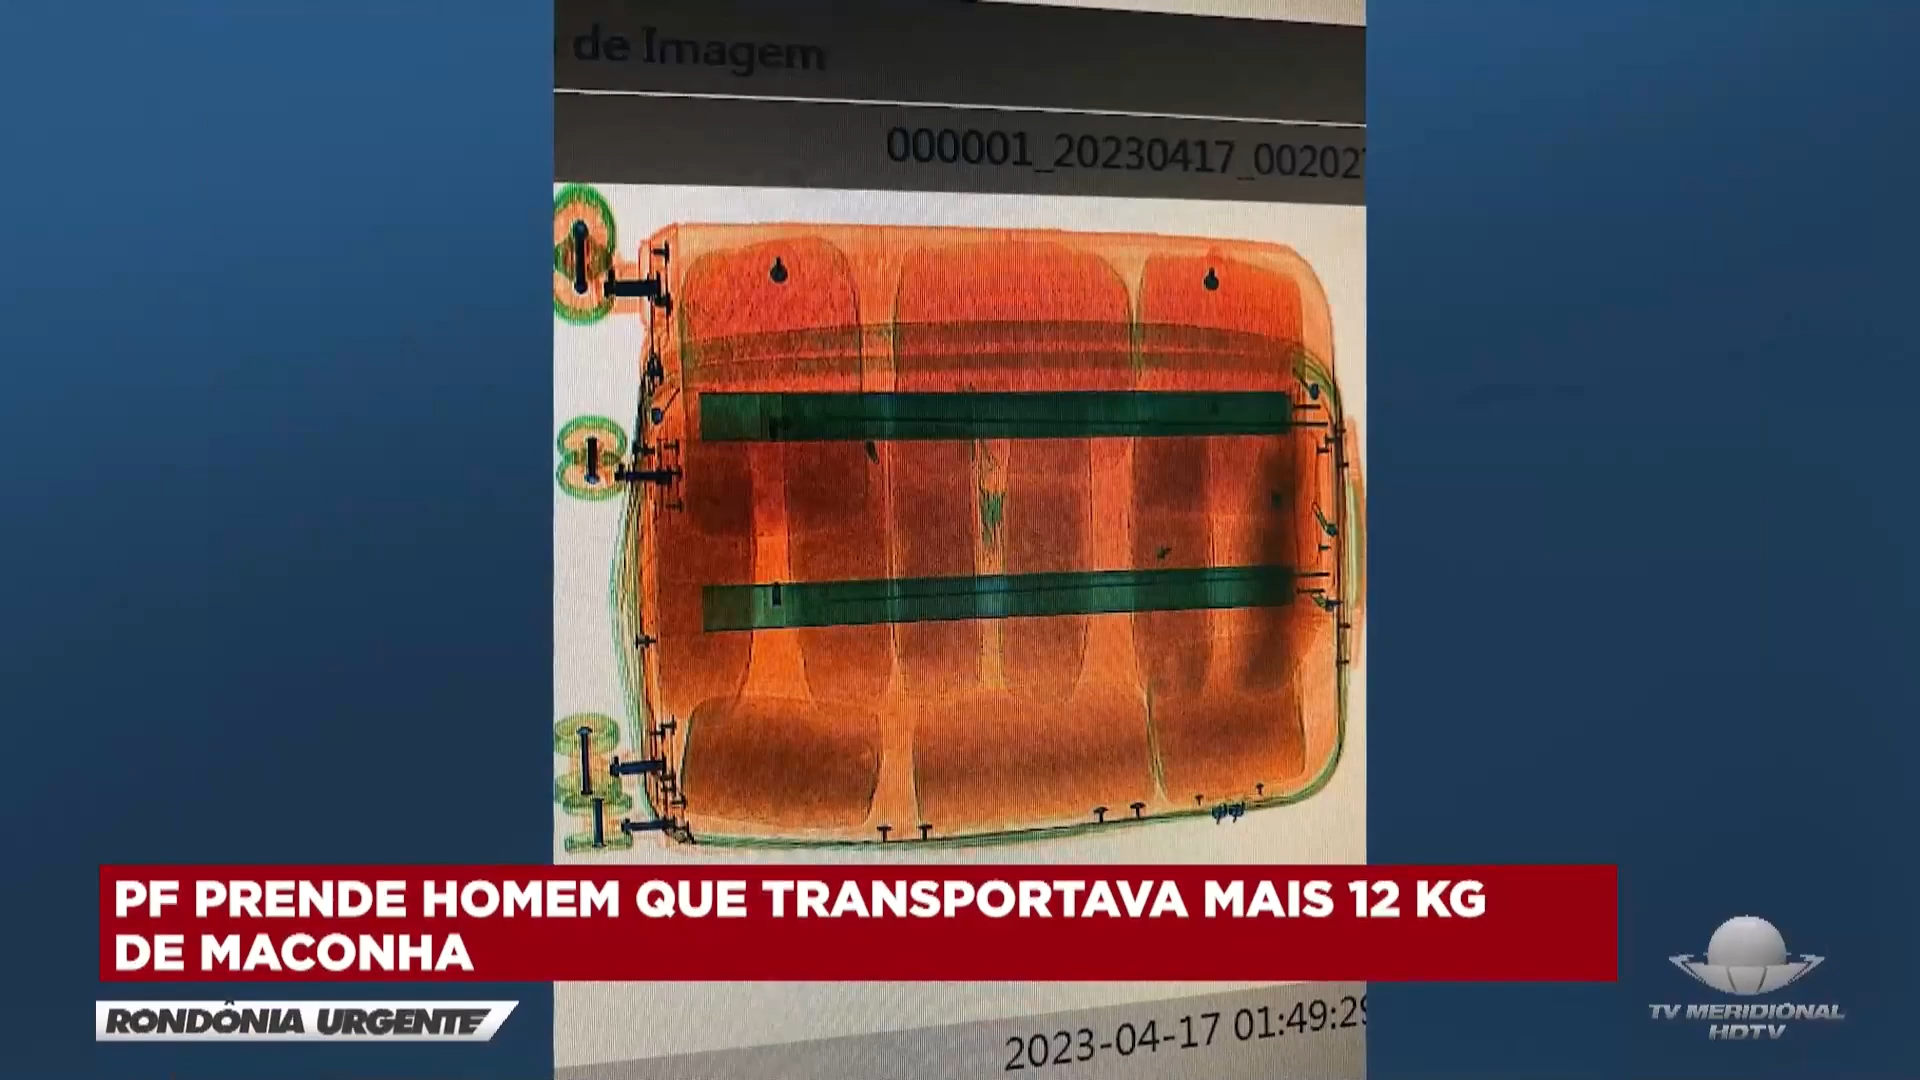 de Imagem
000001_20230417_00202
PF PRENDE HOMEM QUE TRANSPORTAVA MAIS 12 KG
DE MACONHA
RONDÔNIA URGENTE
TV MERIDIONAL
HDTV
2023-04-17 01:49:29